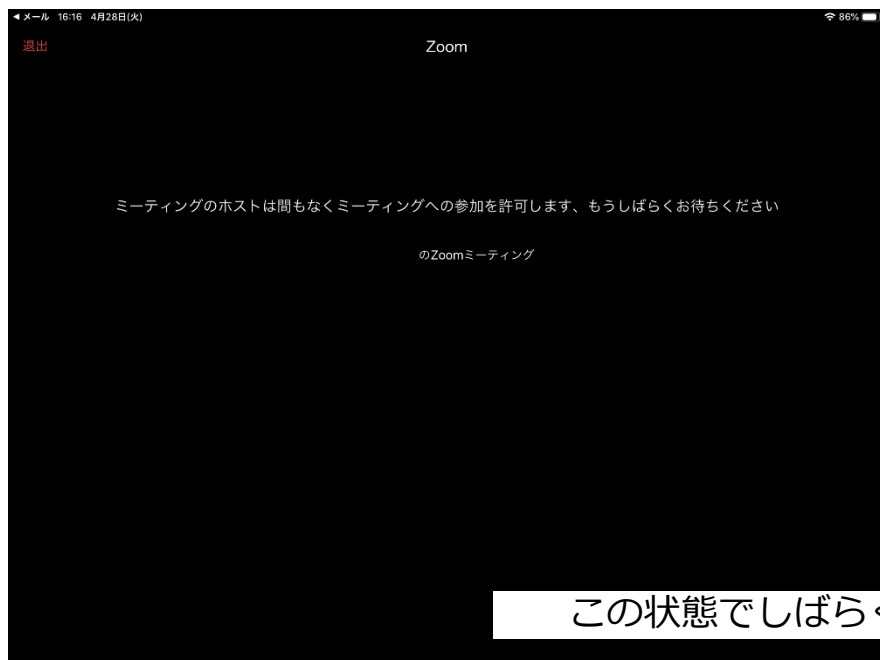 ◀メール 16:16 4月28日(火) 86%
退出 Zoom
ミーティングのホストは間もなくミーティングへの参加を許可します、もうしばらくお待ちください
のZoomミーティング
この状態でしばら